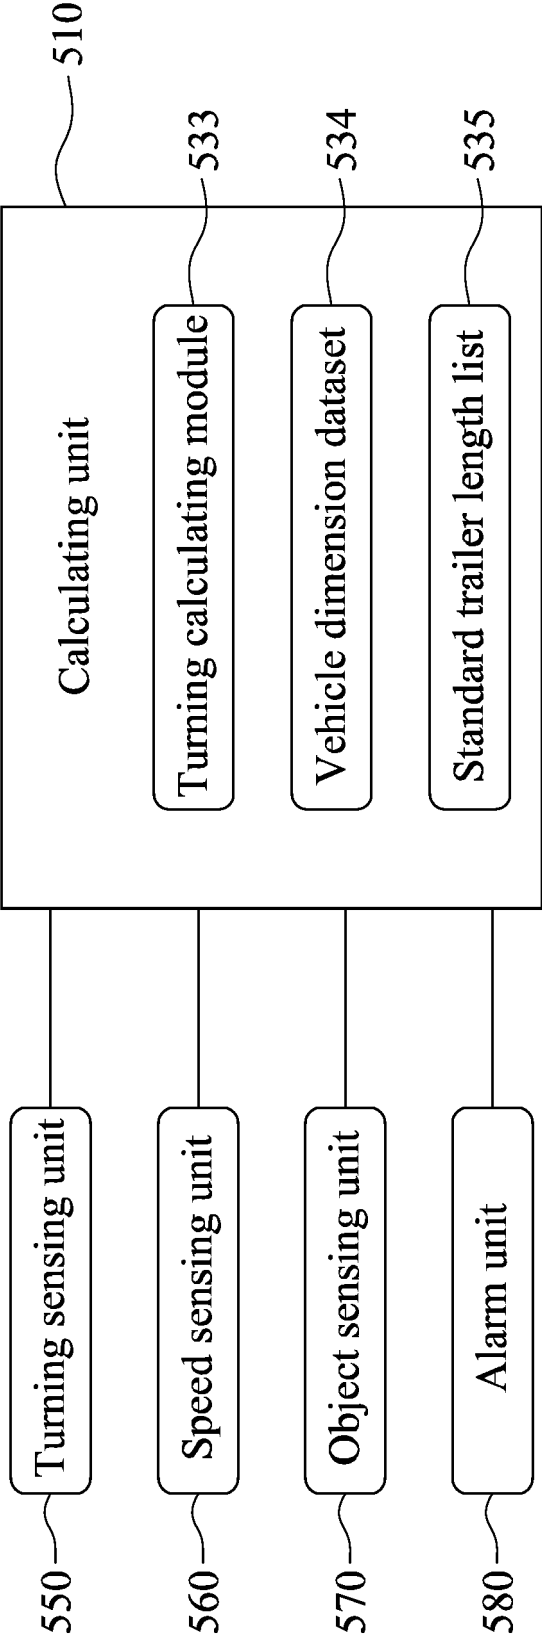 510
Calculating unit
550
Turning sensing unit
Turning calculating module
533
560
Speed sensing unit
Vehicle dimension dataset
534
570
Object sensing unit
Standard trailer length list
535
580
Alarm unit